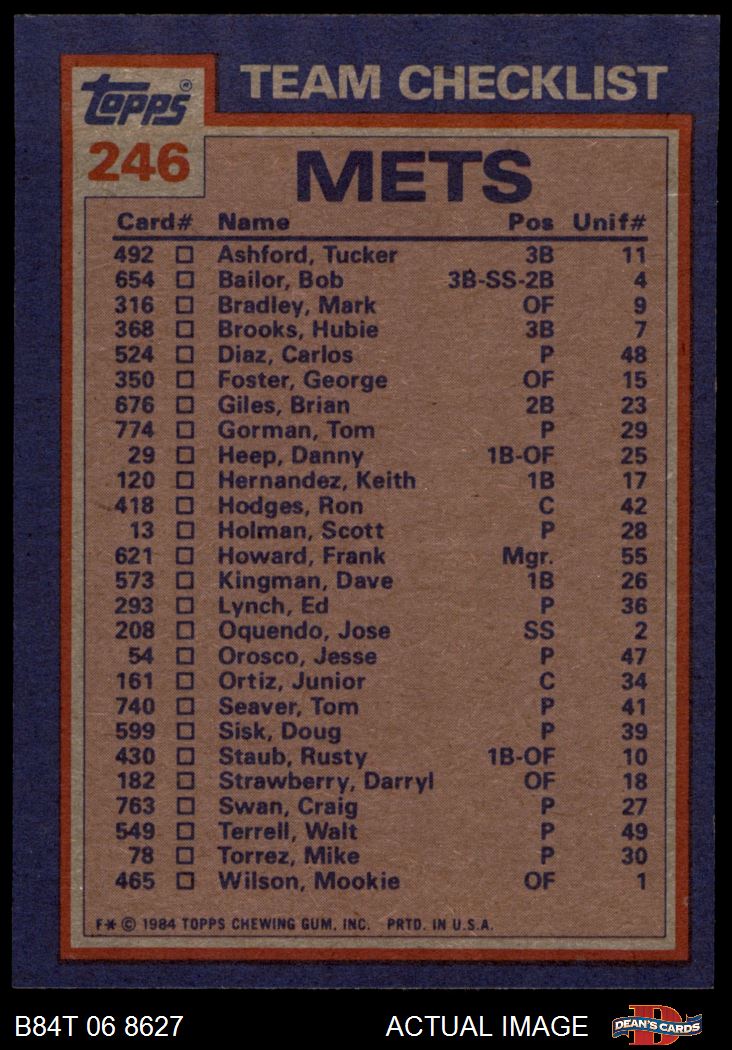 TEAM CHECKLIST
Topps®
246
METS
Card# Name Pos Unif#
492 Ashford, Tucker 3B 11
654 Bailor, Bob 3B-SS-2B 4
316 Bradley, Mark OF 9
368 Brooks, Hubie 3B 7
524 Diaz, Carlos P 48
350 Foster, George OF 15
676 Giles, Brian 2B 23
774 Gorman, Tom P 29
29 Heep, Danny 1B-OF 25
120 Hernandez, Keith 1B 17
418 Hodges, Ron C 42
13 Holman, Scott P 28
621 Howard, Frank Mgr. 55
573 Kingman, Dave 1B 26
293 Lynch, Ed P 36
208 Oquendo, Jose SS 2
54 Orosco, Jesse P 47
161 Ortiz, Junior C 34
740 Seaver, Tom P 41
599 Sisk, Doug P 39
430 Staub, Rusty 1B-OF 10
182 Strawberry, Darryl OF 18
763 Swan, Craig P 27
549 Terrell, Walt P 49
78 Torrez, Mike P 30
465 Wilson, Mookie OF 1
F* © 1984 TOPPS CHEWING GUM, INC. PRTD. IN U.S.A.
B84T 06 8627 ACTUAL IMAGE DEAN'S CARDS